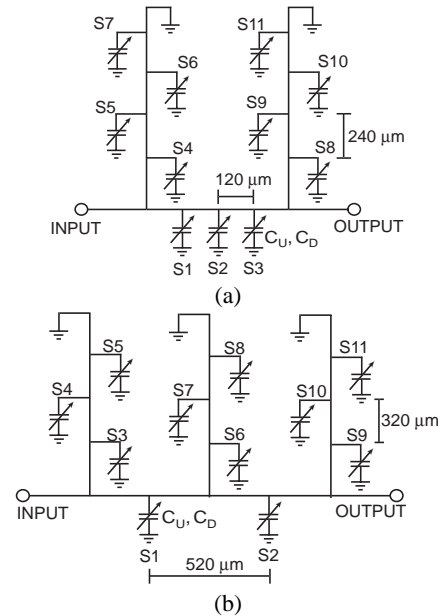 S7 S11
S6 S10
S5 S9
S4 S8
240 μm
120 μm
INPUT OUTPUT
C_U, C_D
S1 S2 S3
(a)
S5 S8 S11
S4 S7 S10
320 μm
S3 S6 S9
INPUT OUTPUT
C_U, C_D
S1 S2
520 μm
(b)